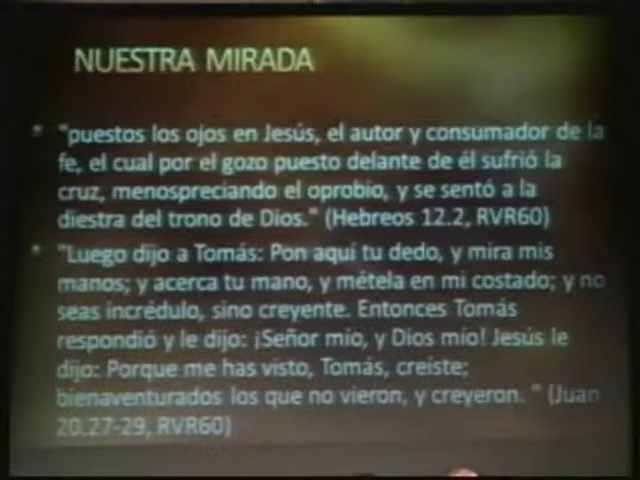 NUESTRA MIRADA
• "puestos los ojos en Jesús, el autor y consumador de la
fe, el cual por el gozo puesto delante de él sufrió la
cruz, menospreciando el oprobio, y se sentó a la
diestra del trono de Dios." (Hebreos 12.2, RVR60)
• "Luego dijo a Tomás: Pon aquí tu dedo, y mira mis
manos; y acerca tu mano, y métela en mi costado; y no
seas incrédulo, sino creyente. Entonces Tomás
respondió y le dijo: ¡Señor mío, y Dios mío! Jesús le
dijo: Porque me has visto, Tomás, creíste;
bienaventurados los que no vieron, y creyeron. " (Juan
20.27-29, RVR60)